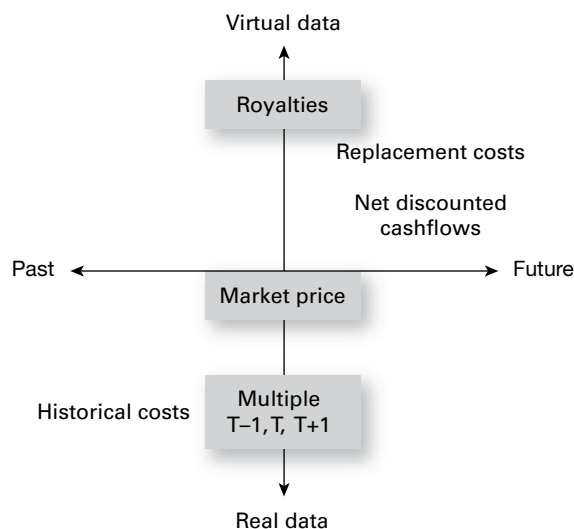 Virtual data
Royalties
Replacement costs
Net discounted
cashflows
Past
Future
Market price
Historical costs
Multiple
T–1, T, T+1
Real data